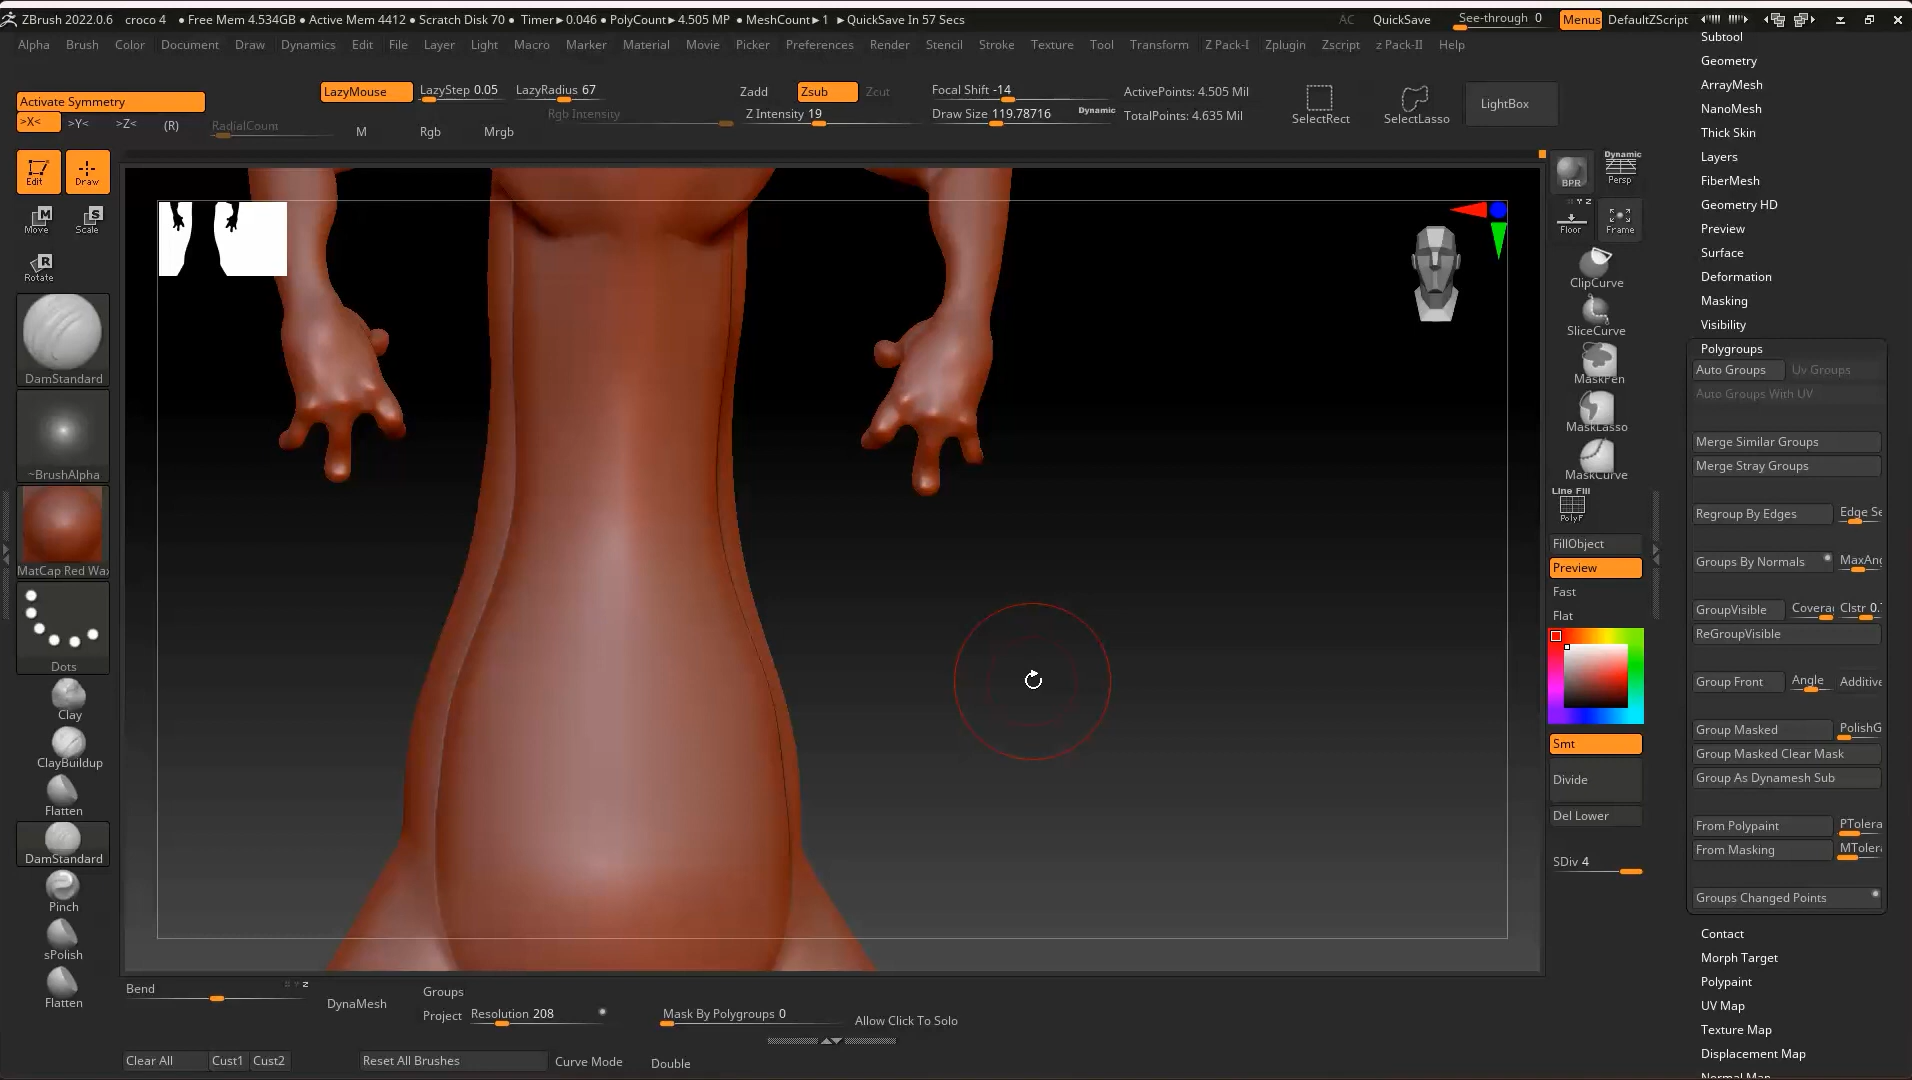 ZBrush 2022.0.6 croco 4 ● Free Mem 4.534GB ● Active Mem 4412 ● Scratch Disk 70 ● Timer▸0.046 ● PolyCount▸4.505 MP ● MeshCount▸1 ▸QuickSave In 57 Secs AC QuickSave See-through 0 Menus DefaultZScript
Alpha Brush Color Document Draw Dynamics Edit File Layer Light Macro Marker Material Movie Picker Preferences Render Stencil Stroke Texture Tool Transform Z Pack-I Zplugin Zscript z Pack-II Help
Activate Symmetry
>X< >Y< >Z< (R) RadialCount
LazyMouse LazyStep 0.05 LazyRadius 67
Rgb Intensity
M Rgb Mrgb
Zadd Zsub Zcut
Z Intensity 19
Focal Shift -14
Draw Size 119.78716 Dynamic
ActivePoints: 4.505 Mil
TotalPoints: 4.635 Mil
SelectRect SelectLasso LightBox
Edit Draw
M S
Move Scale
R
Rotate
DamStandard
~BrushAlpha
MatCap Red Wax
Dots
Clay
ClayBuildup
Flatten
DamStandard
Pinch
sPolish
Flatten
BPR
Dynamic
Persp
Y Z
Floor Frame
ClipCurve
SliceCurve
MaskPen
MaskLasso
MaskCurve
Line Fill
PolyF
FillObject
Preview
Fast
Flat
Smt
Divide
Del Lower
SDiv 4
Subtool
Geometry
ArrayMesh
NanoMesh
Thick Skin
Layers
FiberMesh
Geometry HD
Preview
Surface
Deformation
Masking
Visibility
Polygroups
Auto Groups Uv Groups
Auto Groups With UV
Merge Similar Groups
Merge Stray Groups
Regroup By Edges Edge Se
Groups By Normals MaxAng
GroupVisible Covera Clstr 0.
ReGroupVisible
Group Front Angle Additive
Group Masked PolishG
Group Masked Clear Mask
Group As Dynamesh Sub
From Polypaint PTolera
From Masking MTolera
Groups Changed Points
Contact
Morph Target
Polypaint
UV Map
Texture Map
Displacement Map
Normal Map
Bend z
DynaMesh
Groups
Project Resolution 208
Mask By Polygroups 0
Allow Click To Solo
Clear All Cust1 Cust2 Reset All Brushes Curve Mode Double